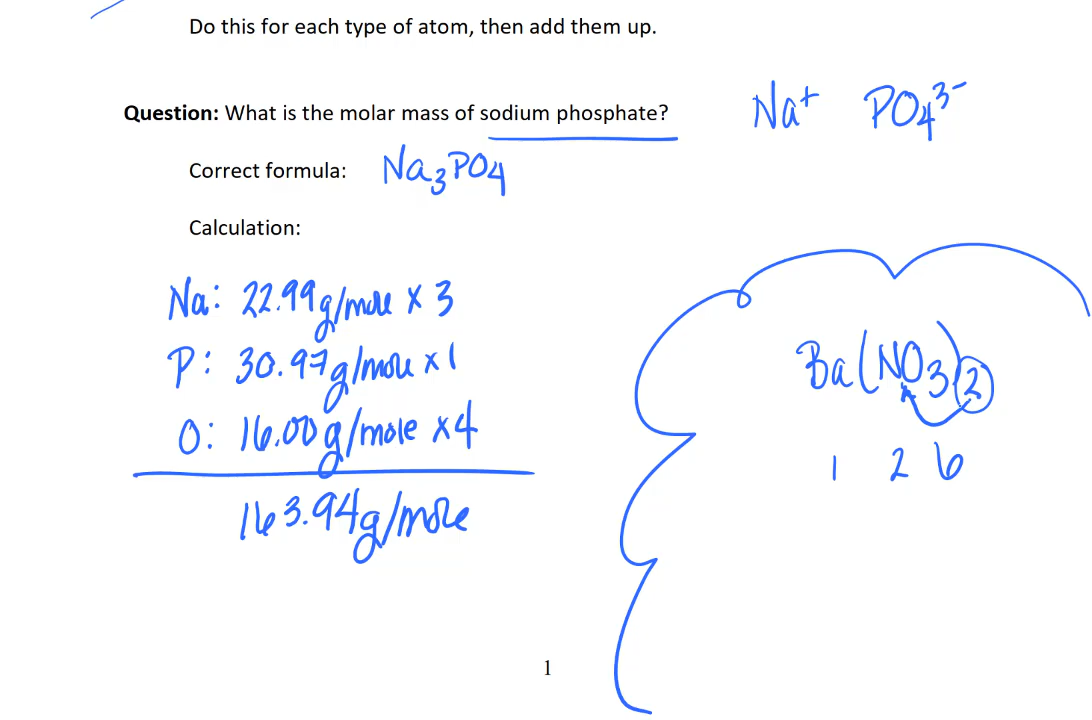 Do this for each type of atom, then add them up.
Question: What is the molar mass of sodium phosphate? Na⁺ PO₄³⁻
Correct formula: Na₃PO₄
Calculation:
Na: 22.99g/mole x 3
P: 30.97g/mole x 1
O: 16.00g/mole x 4
163.94g/mole
Ba(NO₃)₂
1 2 6
1